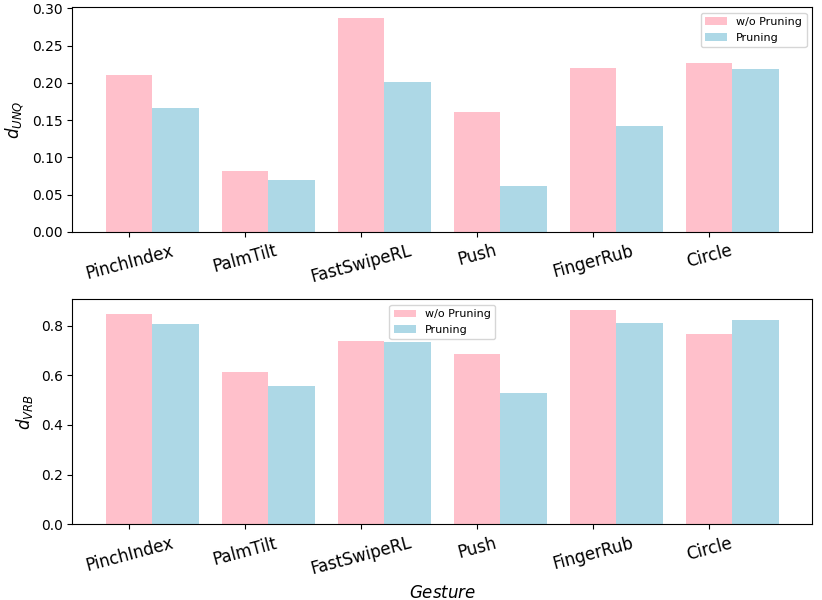 0.30
0.25
0.20
0.15
0.10
0.05
0.00
d_UNQ
w/o Pruning
Pruning
PinchIndex PalmTilt FastSwipeRL Push FingerRub Circle
0.8
0.6
0.4
0.2
0.0
d_VRB
w/o Pruning
Pruning
PinchIndex PalmTilt FastSwipeRL Push FingerRub Circle
Gesture